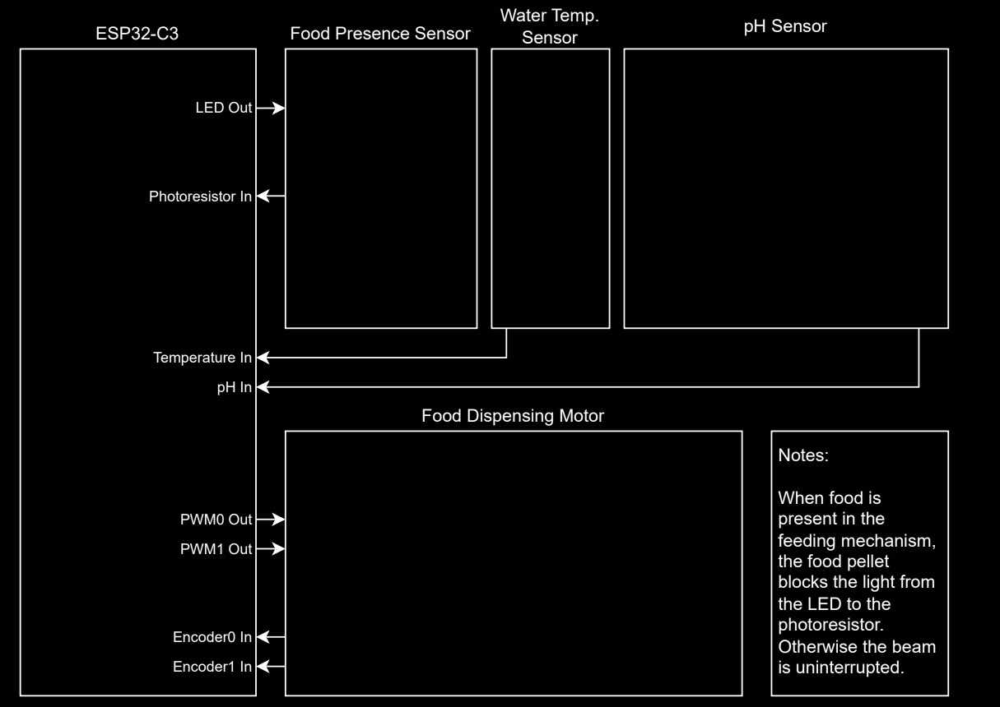 ESP32-C3
Food Presence Sensor
Water Temp.
Sensor
pH Sensor
LED Out
Photoresistor In
Temperature In
pH In
Food Dispensing Motor
PWM0 Out
PWM1 Out
Encoder0 In
Encoder1 In
Notes:
When food is
present in the
feeding mechanism,
the food pellet
blocks the light from
the LED to the
photoresistor.
Otherwise the beam
is uninterrupted.